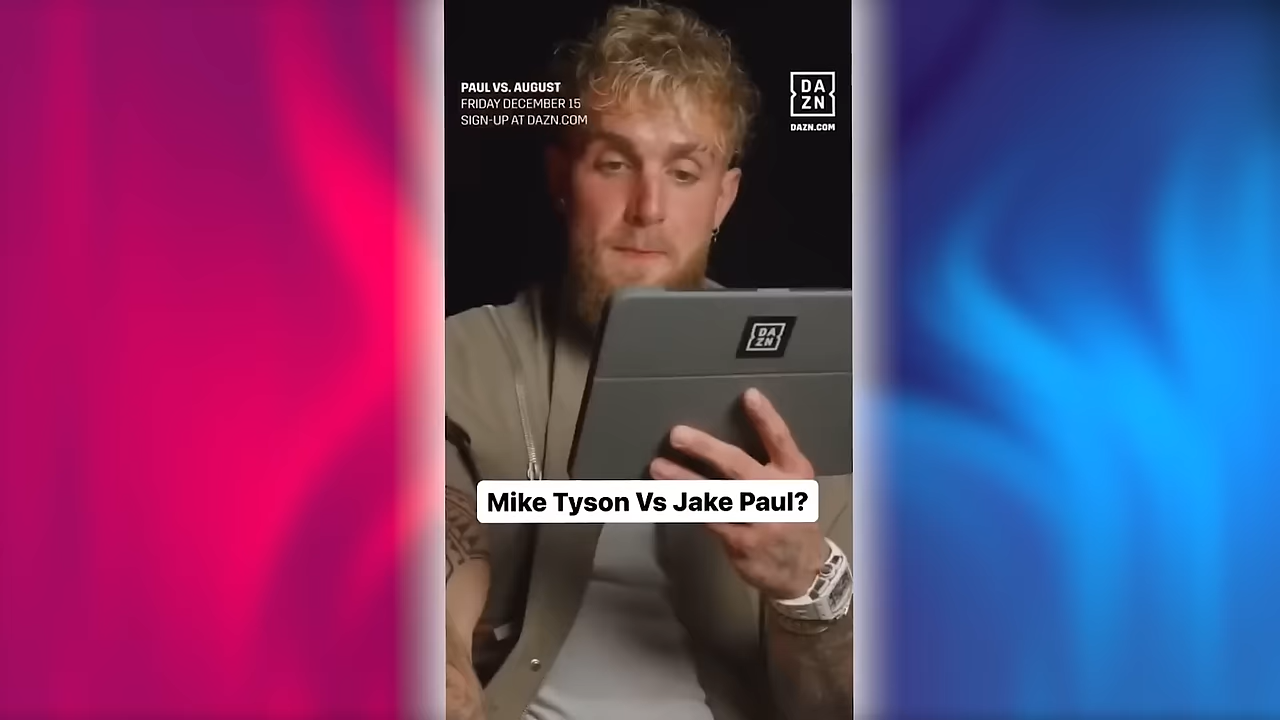 PAUL VS. AUGUST
FRIDAY DECEMBER 15
SIGN-UP AT DAZN.COM
DA
ZN
DAZN.COM
DA
ZN
Mike Tyson Vs Jake Paul?